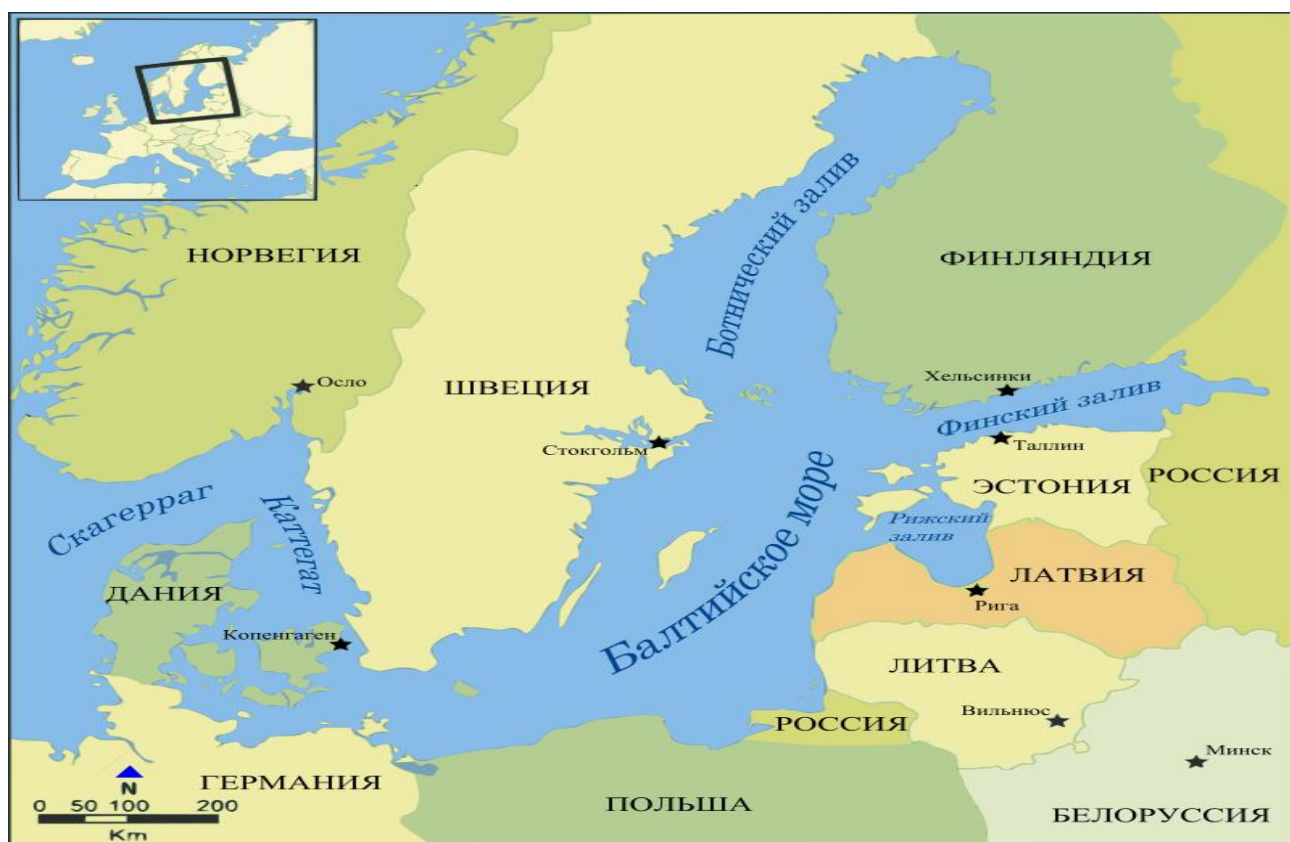 Ботнический залив
НОРВЕГИЯ
ФИНЛЯНДИЯ
Осло
ШВЕЦИЯ
Хельсинки
Финский залив
Стокгольм
Таллин
РОССИЯ
ЭСТОНИЯ
Скагерраг
Каттегат
Балтийское море
Рижский
залив
ЛАТВИЯ
ДАНИЯ
Рига
Копенгаген
ЛИТВА
Вильнюс
РОССИЯ
Минск
ГЕРМАНИЯ
ПОЛЬША
БЕЛОРУССИЯ
N
0 50 100 200
Km